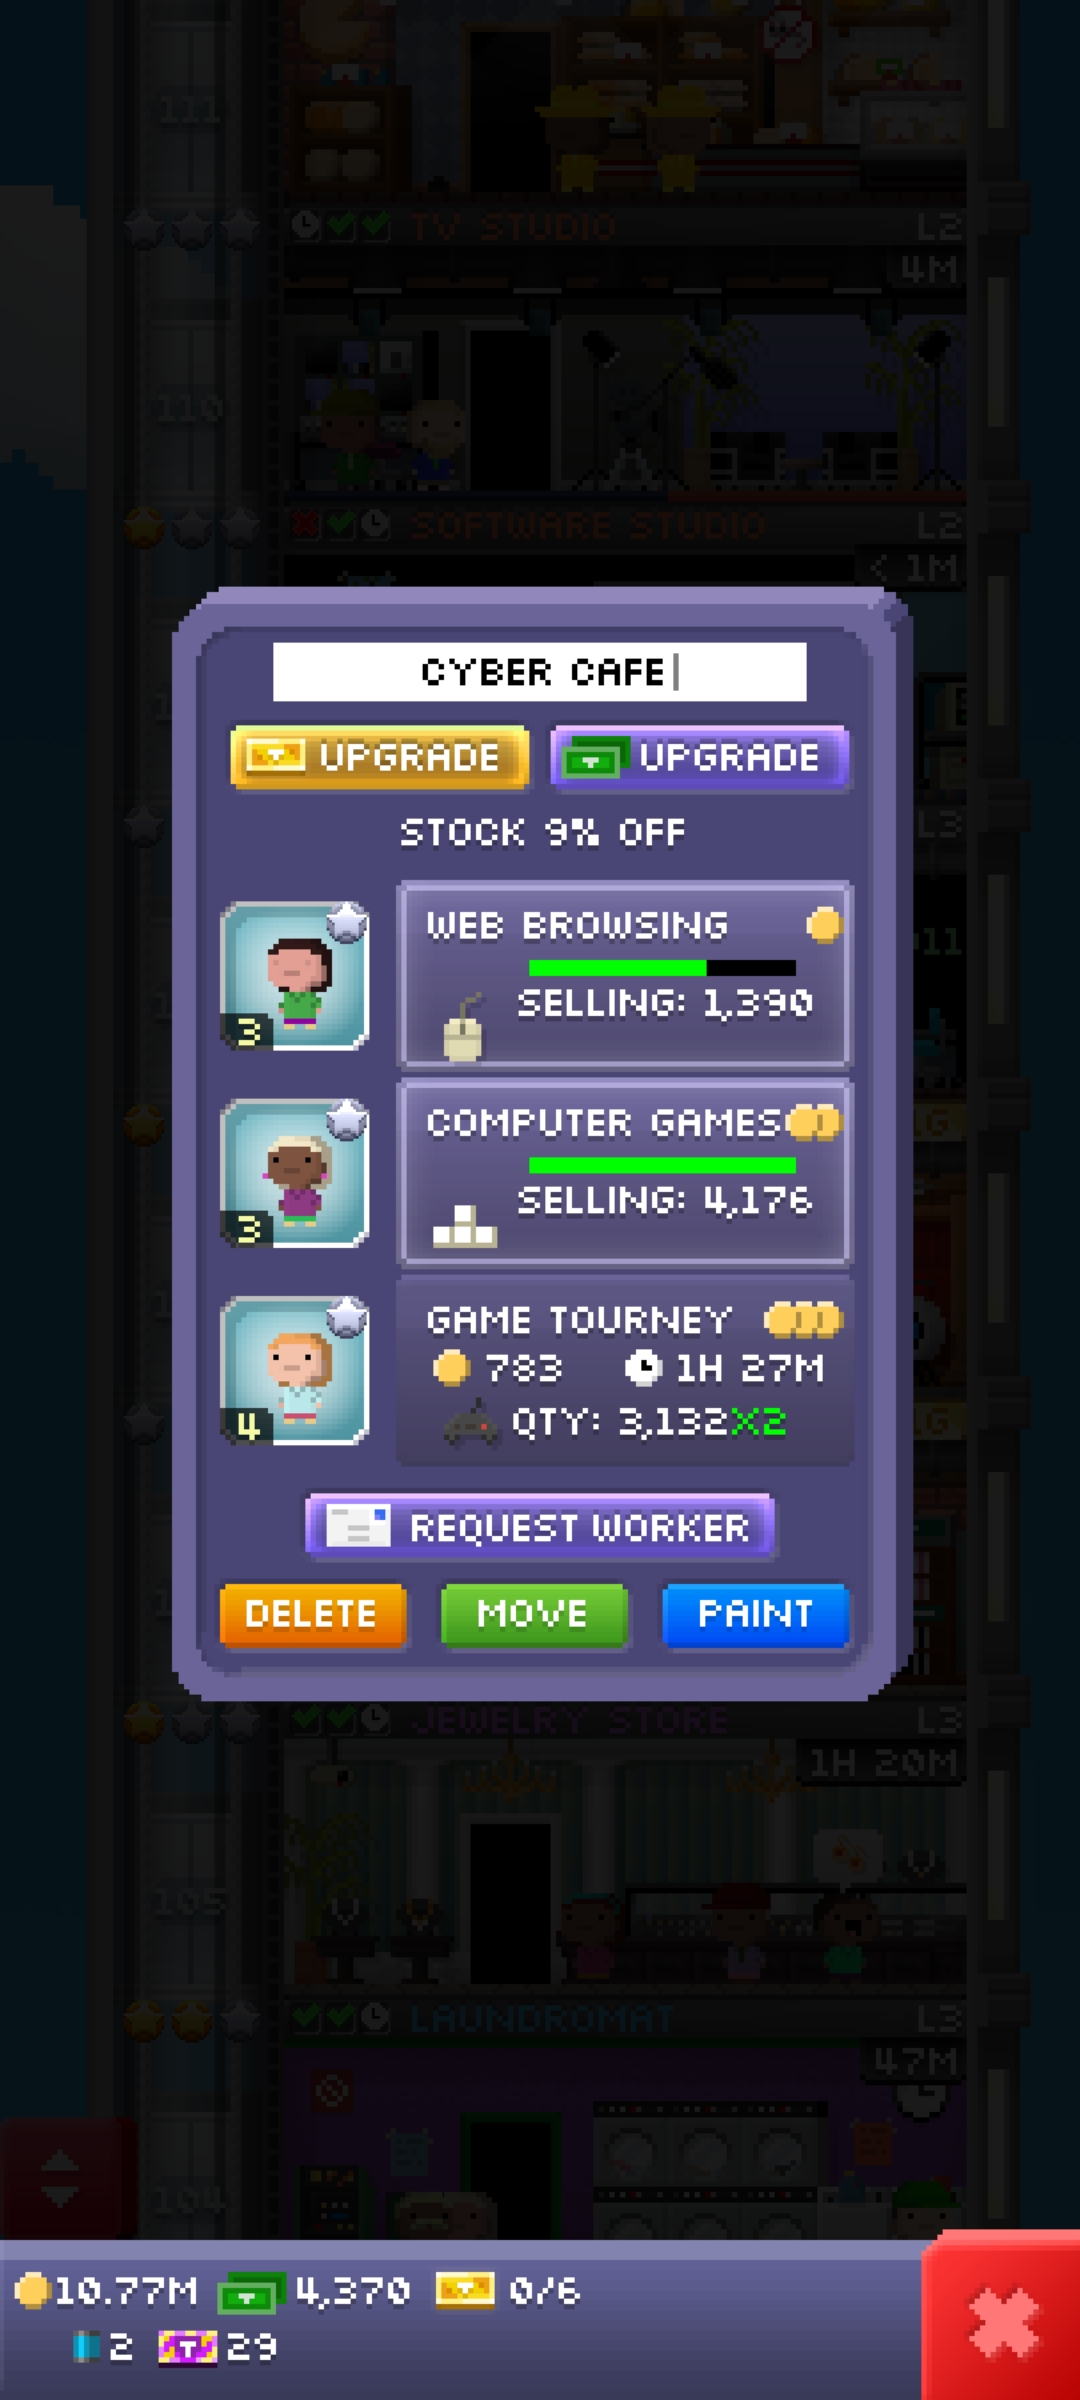 111
TV STUDIO L2
4M
110
SOFTWARE STUDIO L2
< 1M
CYBER CAFE
UPGRADE UPGRADE
STOCK 9% OFF
L3
WEB BROWSING
SELLING: 1,390
3
COMPUTER GAMES
SELLING: 4,176
3
GAME TOURNEY
783 1H 27M
QTY: 3,132X2
4
REQUEST WORKER
DELETE MOVE PAINT
JEWELRY STORE L3
1H 20M
105
LAUNDROMAT L3
47M
104
10.77M 4,370 0/6
2 29